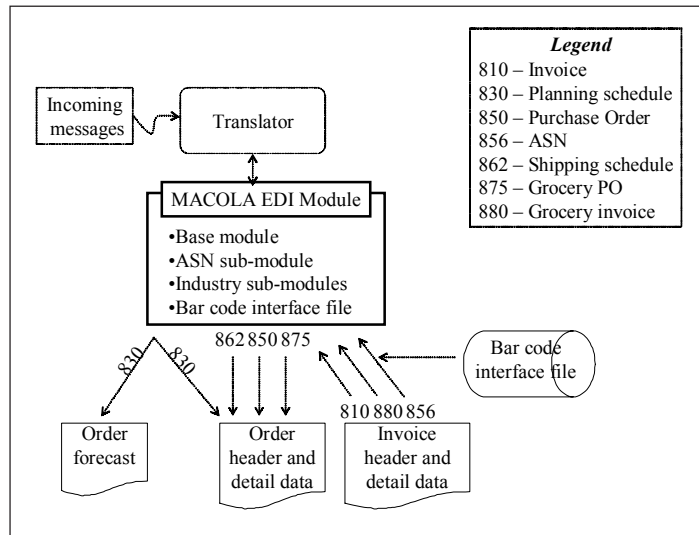 Legend
810 – Invoice
830 – Planning schedule
850 – Purchase Order
856 – ASN
862 – Shipping schedule
875 – Grocery PO
880 – Grocery invoice
Incoming
messages
Translator
MACOLA EDI Module
•Base module
•ASN sub-module
•Industry sub-modules
•Bar code interface file
830
830
862 850 875
Bar code
interface file
810 880 856
Order
forecast
Order
header and
detail data
Invoice
header and
detail data